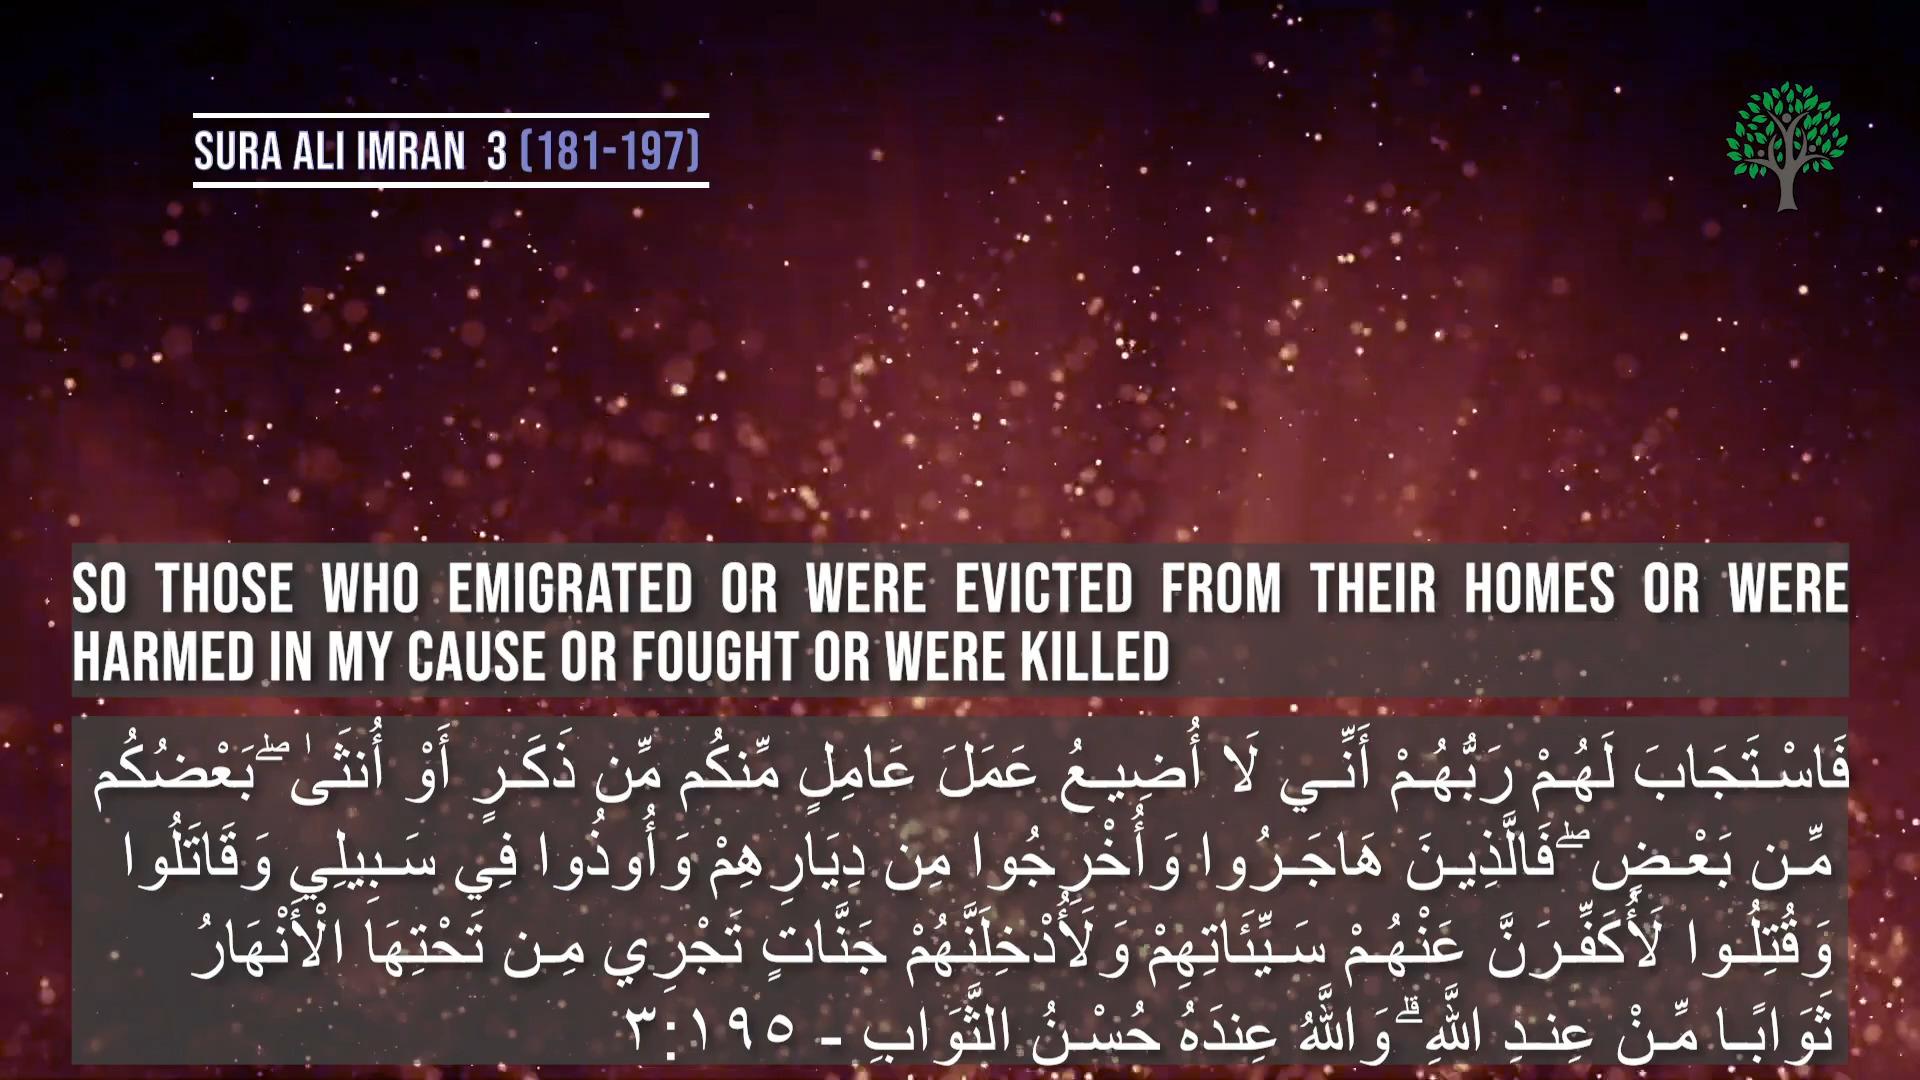 SURA ALI IMRAN 3 (181-197)
SO THOSE WHO EMIGRATED OR WERE EVICTED FROM THEIR HOMES OR WERE
HARMED IN MY CAUSE OR FOUGHT OR WERE KILLED
فَاسْتَجَابَ لَهُمْ رَبُّهُمْ أَنِّي لَا أُضِيعُ عَمَلَ عَامِلٍ مِّنكُم مِّن ذَكَرٍ أَوْ أُنثَىٰ ۖ بَعْضُكُم
مِّن بَعْضٍ ۖ فَالَّذِينَ هَاجَرُوا وَأُخْرِجُوا مِن دِيَارِهِمْ وَأُوذُوا فِي سَبِيلِي وَقَاتَلُوا
وَقُتِلُوا لَأُكَفِّرَنَّ عَنْهُمْ سَيِّئَاتِهِمْ وَلَأُدْخِلَنَّهُمْ جَنَّاتٍ تَجْرِي مِن تَحْتِهَا الْأَنْهَارُ
ثَوَابًا مِّنْ عِندِ اللَّهِ ۗ وَاللَّهُ عِندَهُ حُسْنُ الثَّوَابِ - ٣:١٩٥